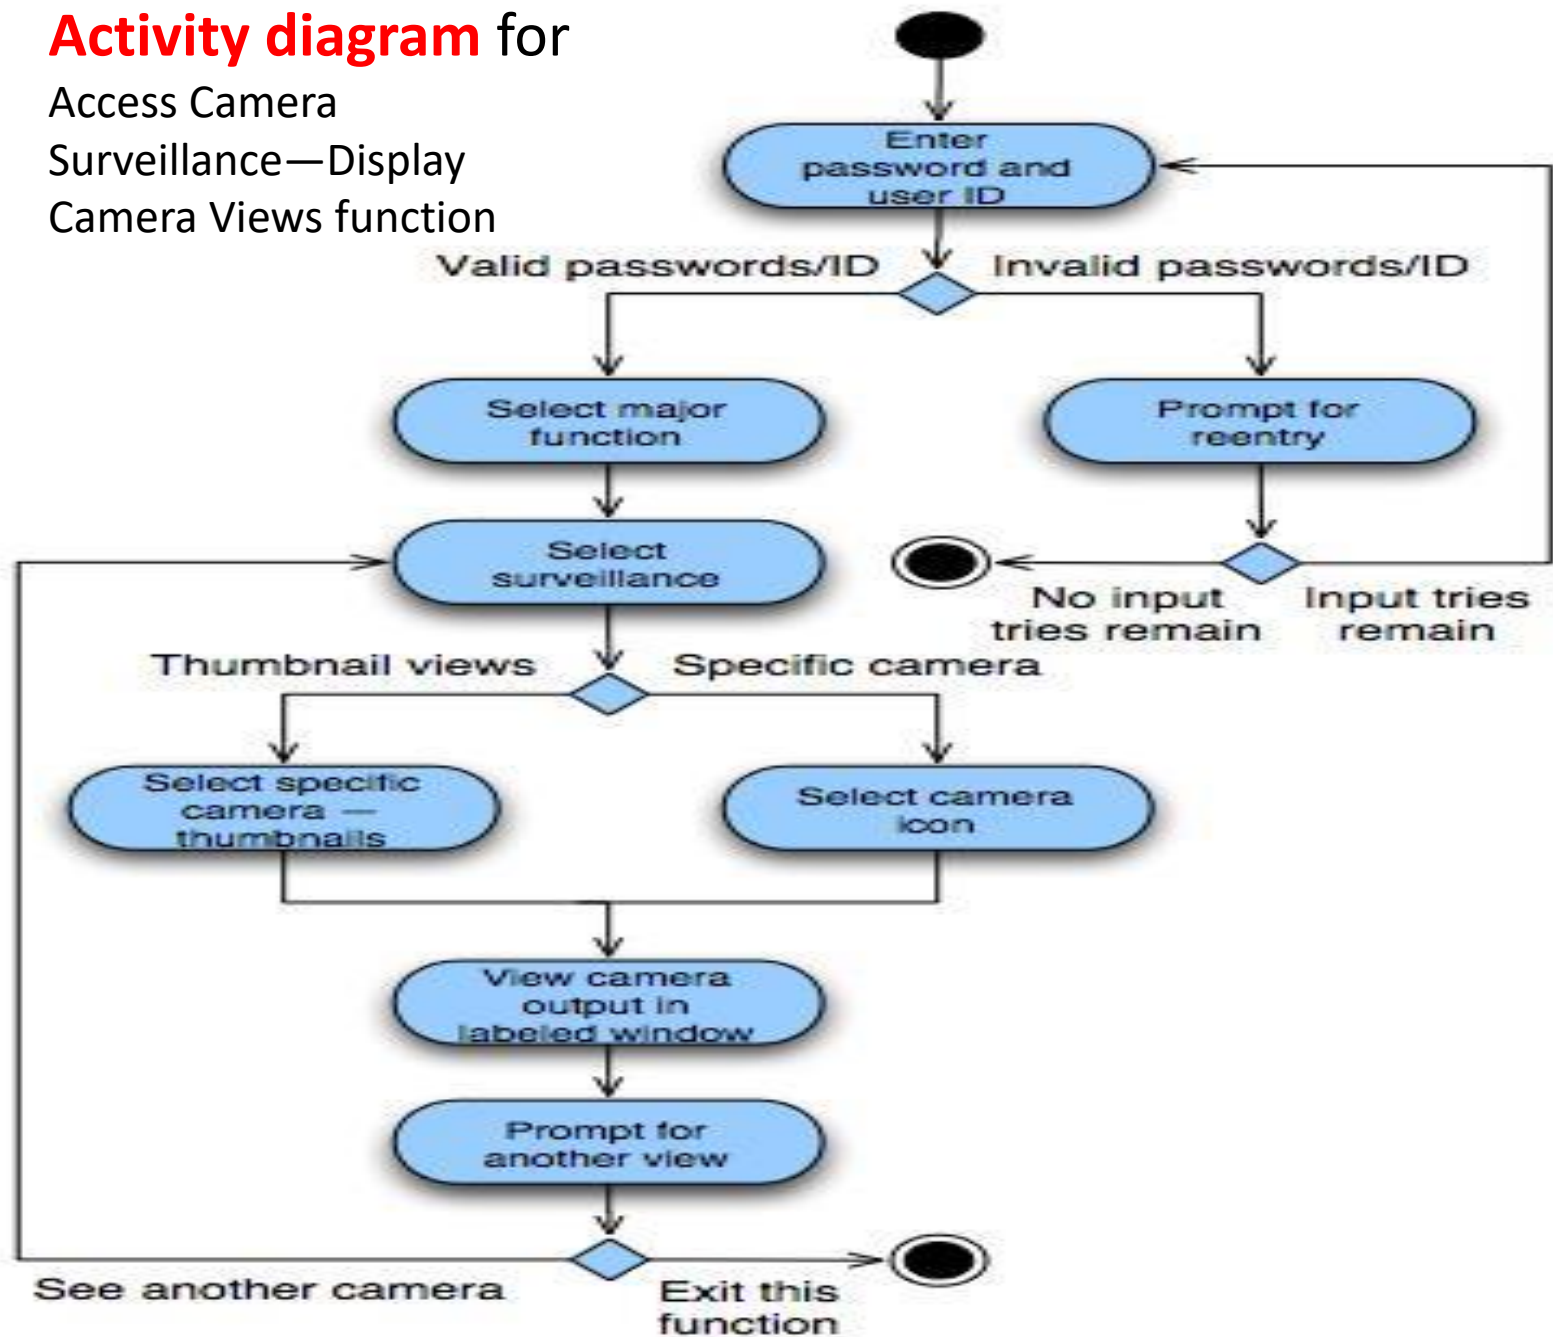 Activity diagram for
Access Camera
Surveillance—Display
Camera Views function
Enter
password and
user ID
Valid passwords/ID
Invalid passwords/ID
Select major
function
Prompt for
reentry
Select
surveillance
No input
tries remain
Input tries
remain
Thumbnail views
Specific camera
Select specific
camera —
thumbnails
Select camera
icon
View camera
output in
labeled window
Prompt for
another view
See another camera
Exit this
function